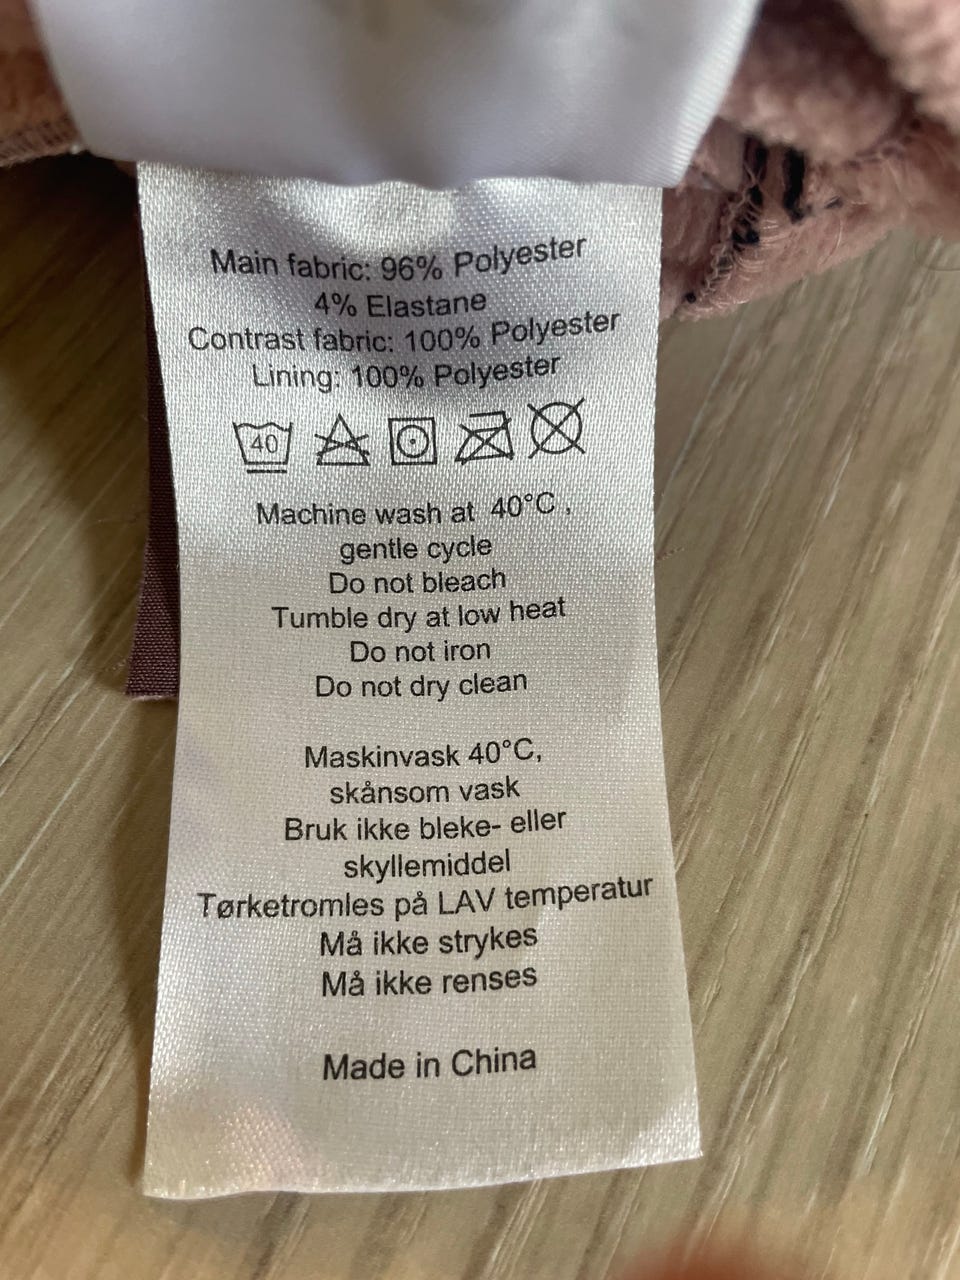 Main fabric: 96% Polyester
4% Elastane
Contrast fabric: 100% Polyester
Lining: 100% Polyester
40
Machine wash at 40°C,
gentle cycle
Do not bleach
Tumble dry at low heat
Do not iron
Do not dry clean
Maskinvask 40°C,
skånsom vask
Bruk ikke bleke- eller
skyllemiddel
Tørketromles på LAV temperatur
Må ikke strykes
Må ikke renses
Made in China